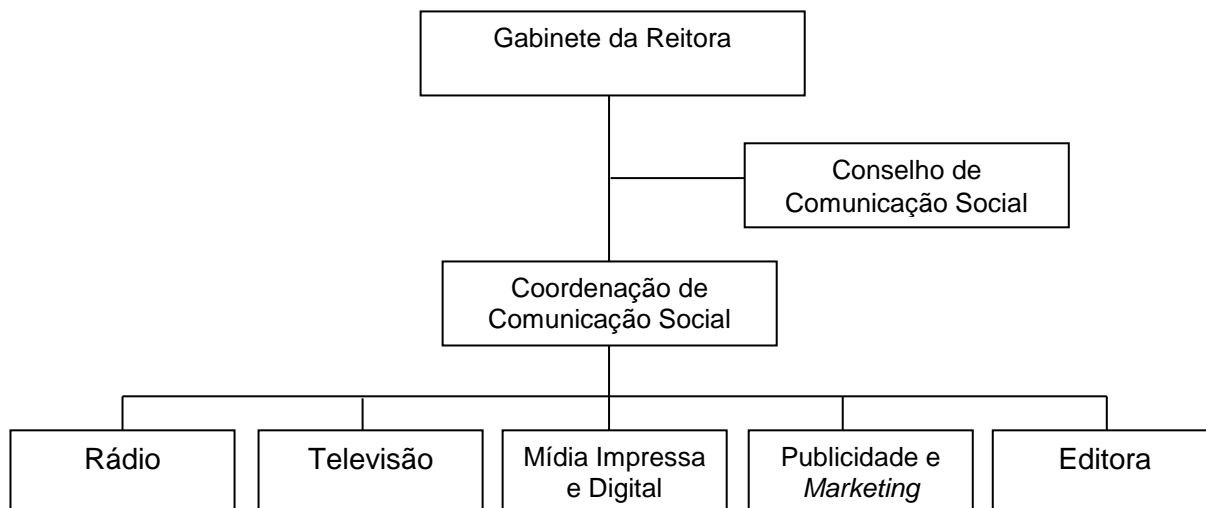 Gabinete da Reitora
Conselho de
Comunicação Social
Coordenação de
Comunicação Social
Rádio
Televisão
Mídia Impressa
e Digital
Publicidade e
Marketing
Editora